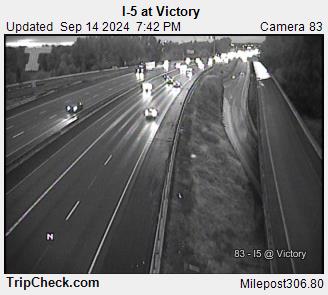 I-5 at Victory
Updated  Sep 14 2024  7:42 PM
Camera 83
N
83 - I5 @ Victory
TripCheck.com
Milepost306.80